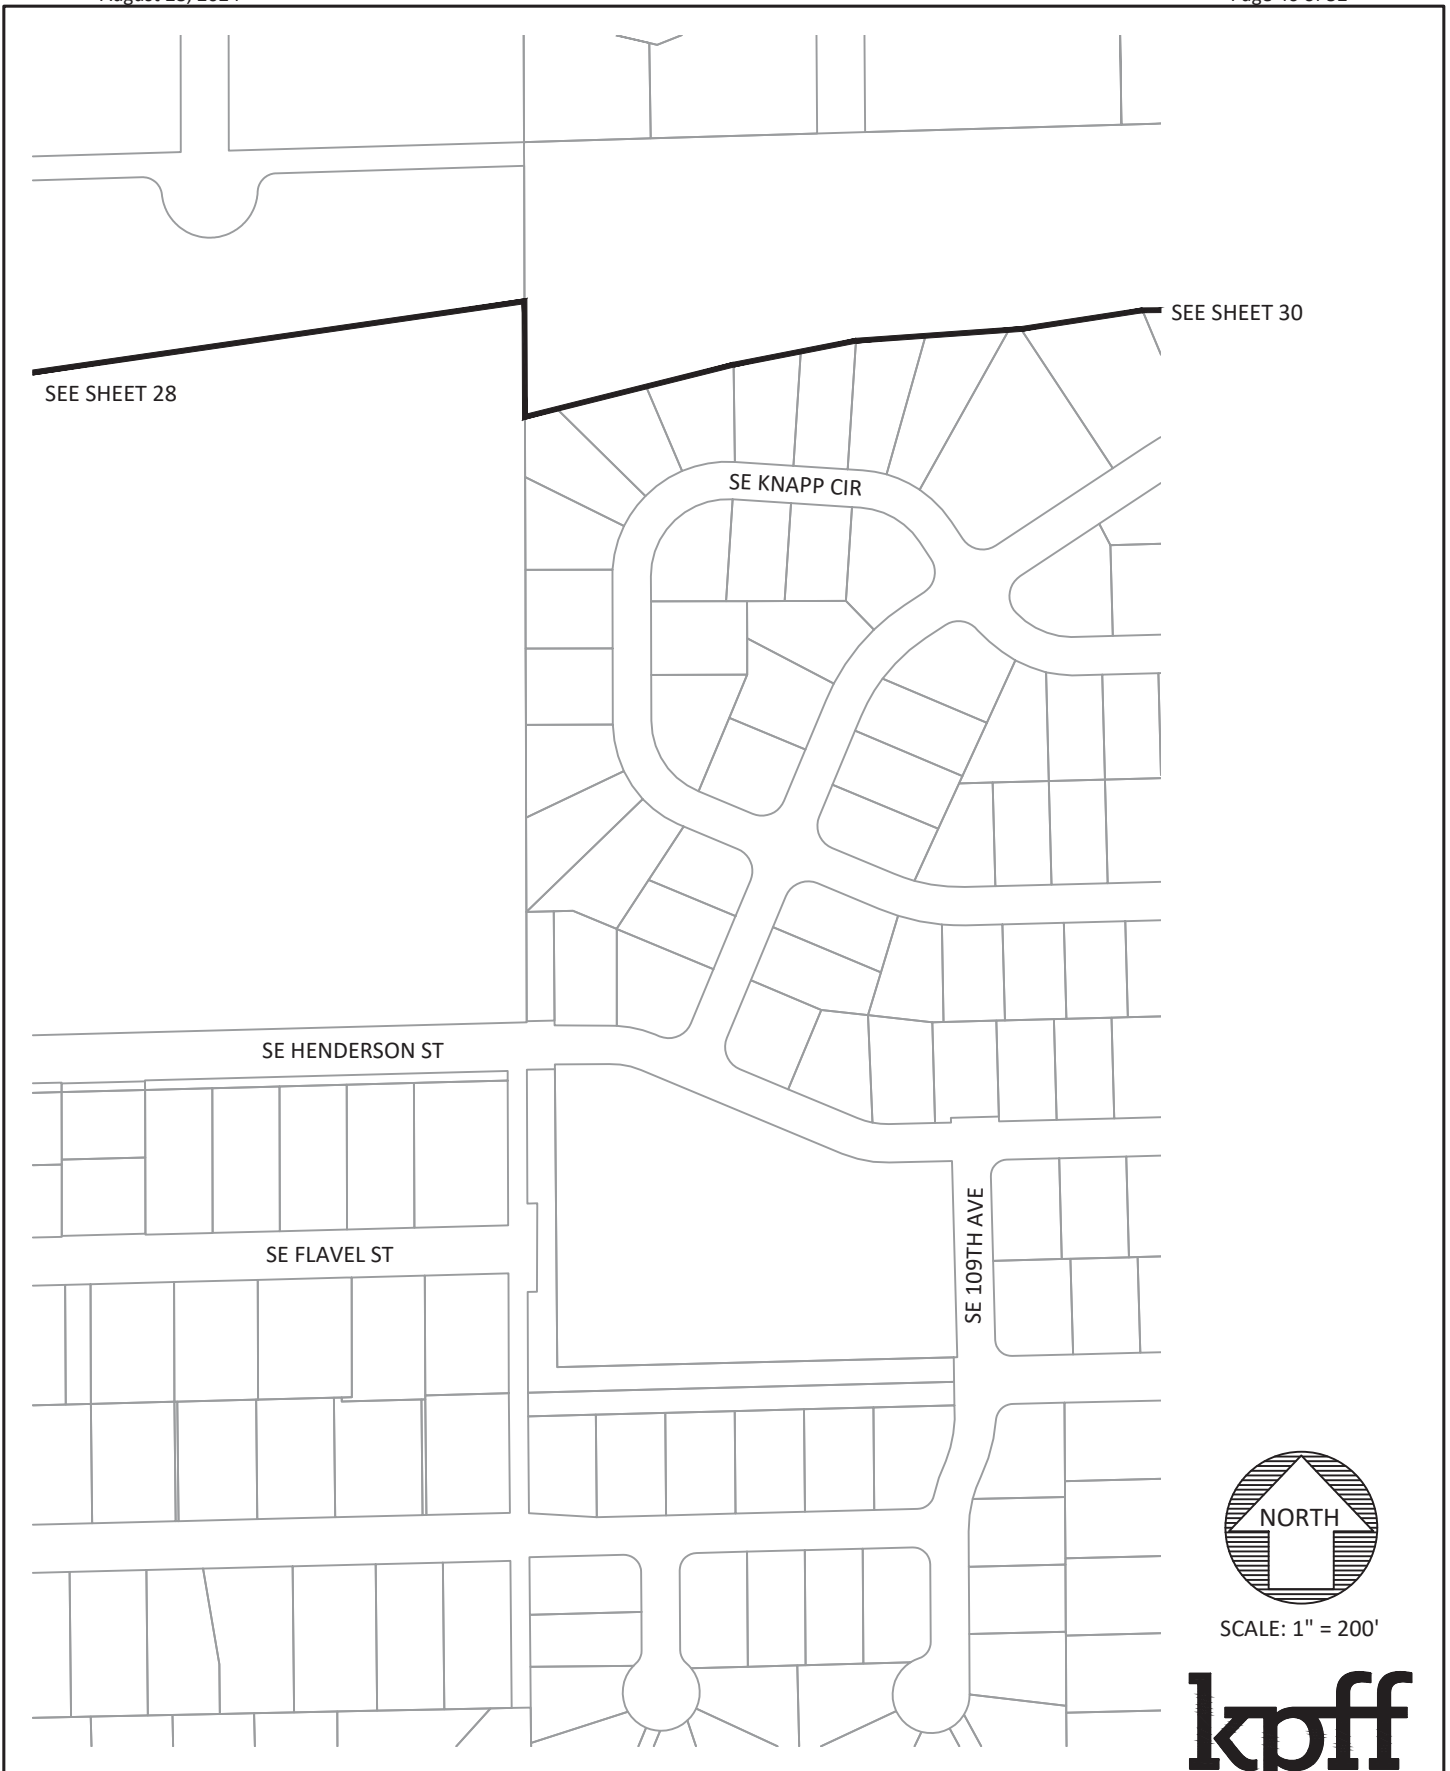 SEE SHEET 30
SEE SHEET 28
SE KNAPP CIR
SE HENDERSON ST
SE FLAVEL ST
SE 109TH AVE
NORTH
SCALE: 1" = 200'
kpff